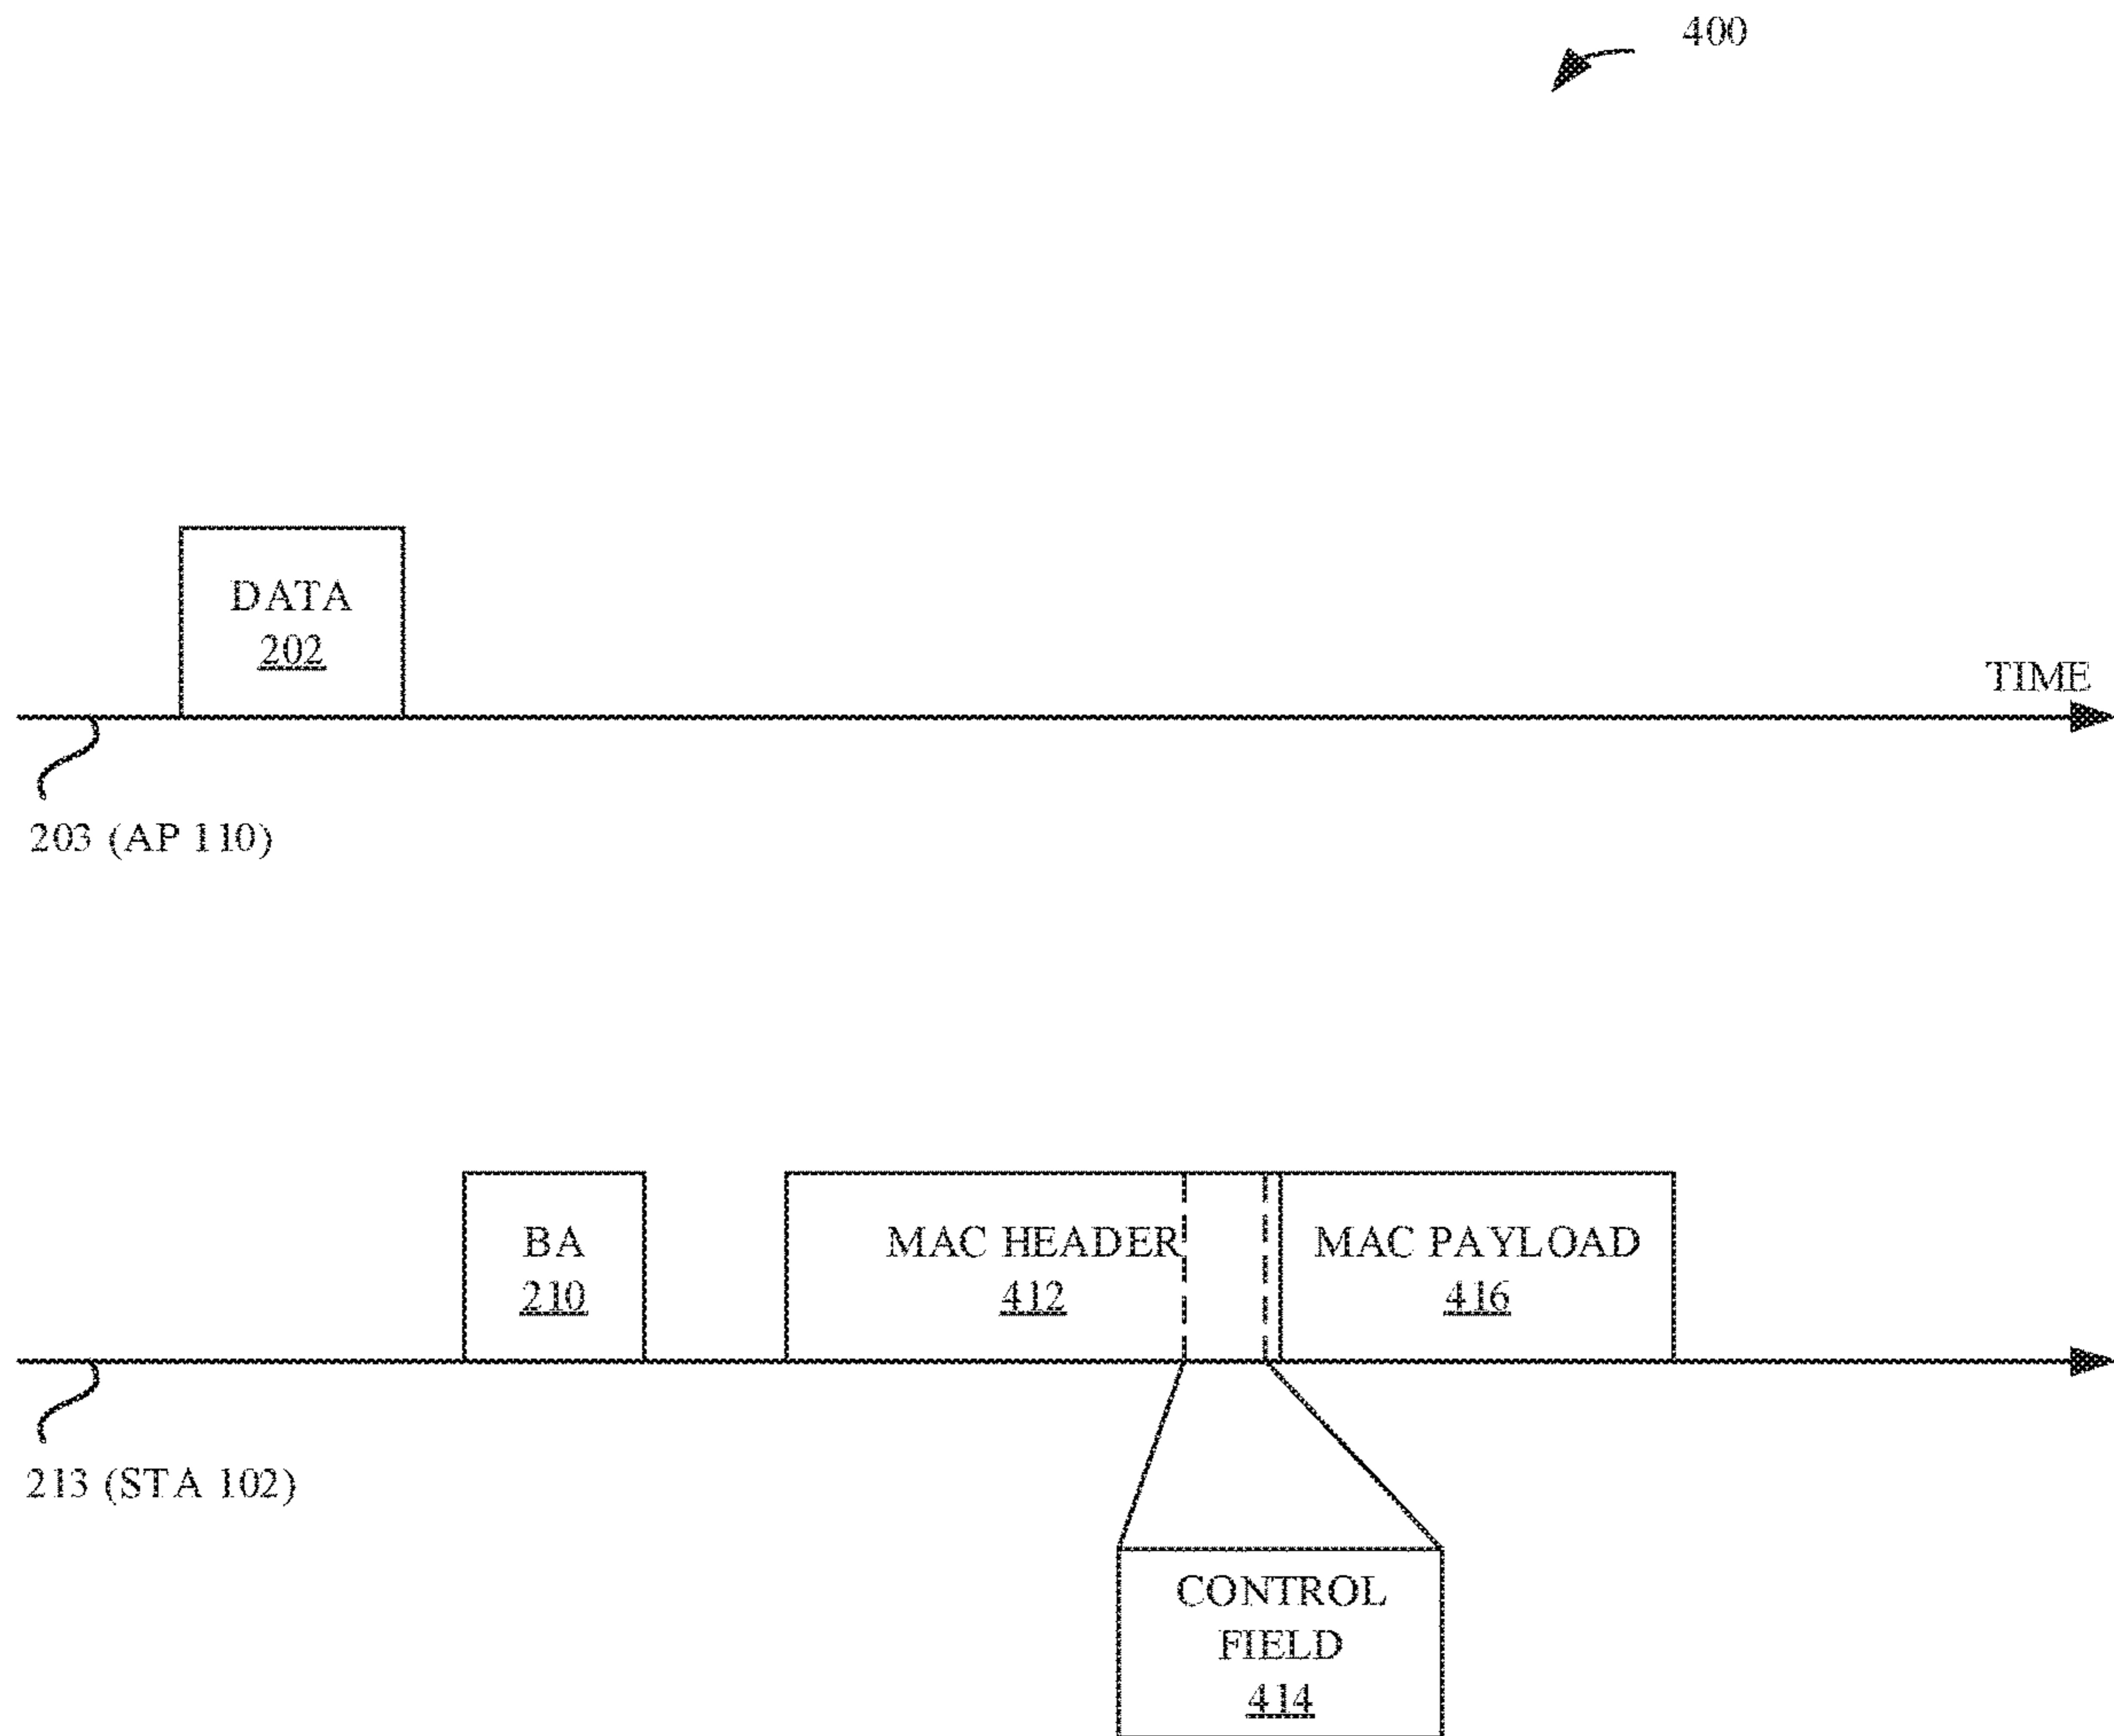 400
DATA
202
TIME
203 (AP 110)
BA
210
MAC HEADER
412
MAC PAYLOAD
416
213 (STA 102)
CONTROL
FIELD
414